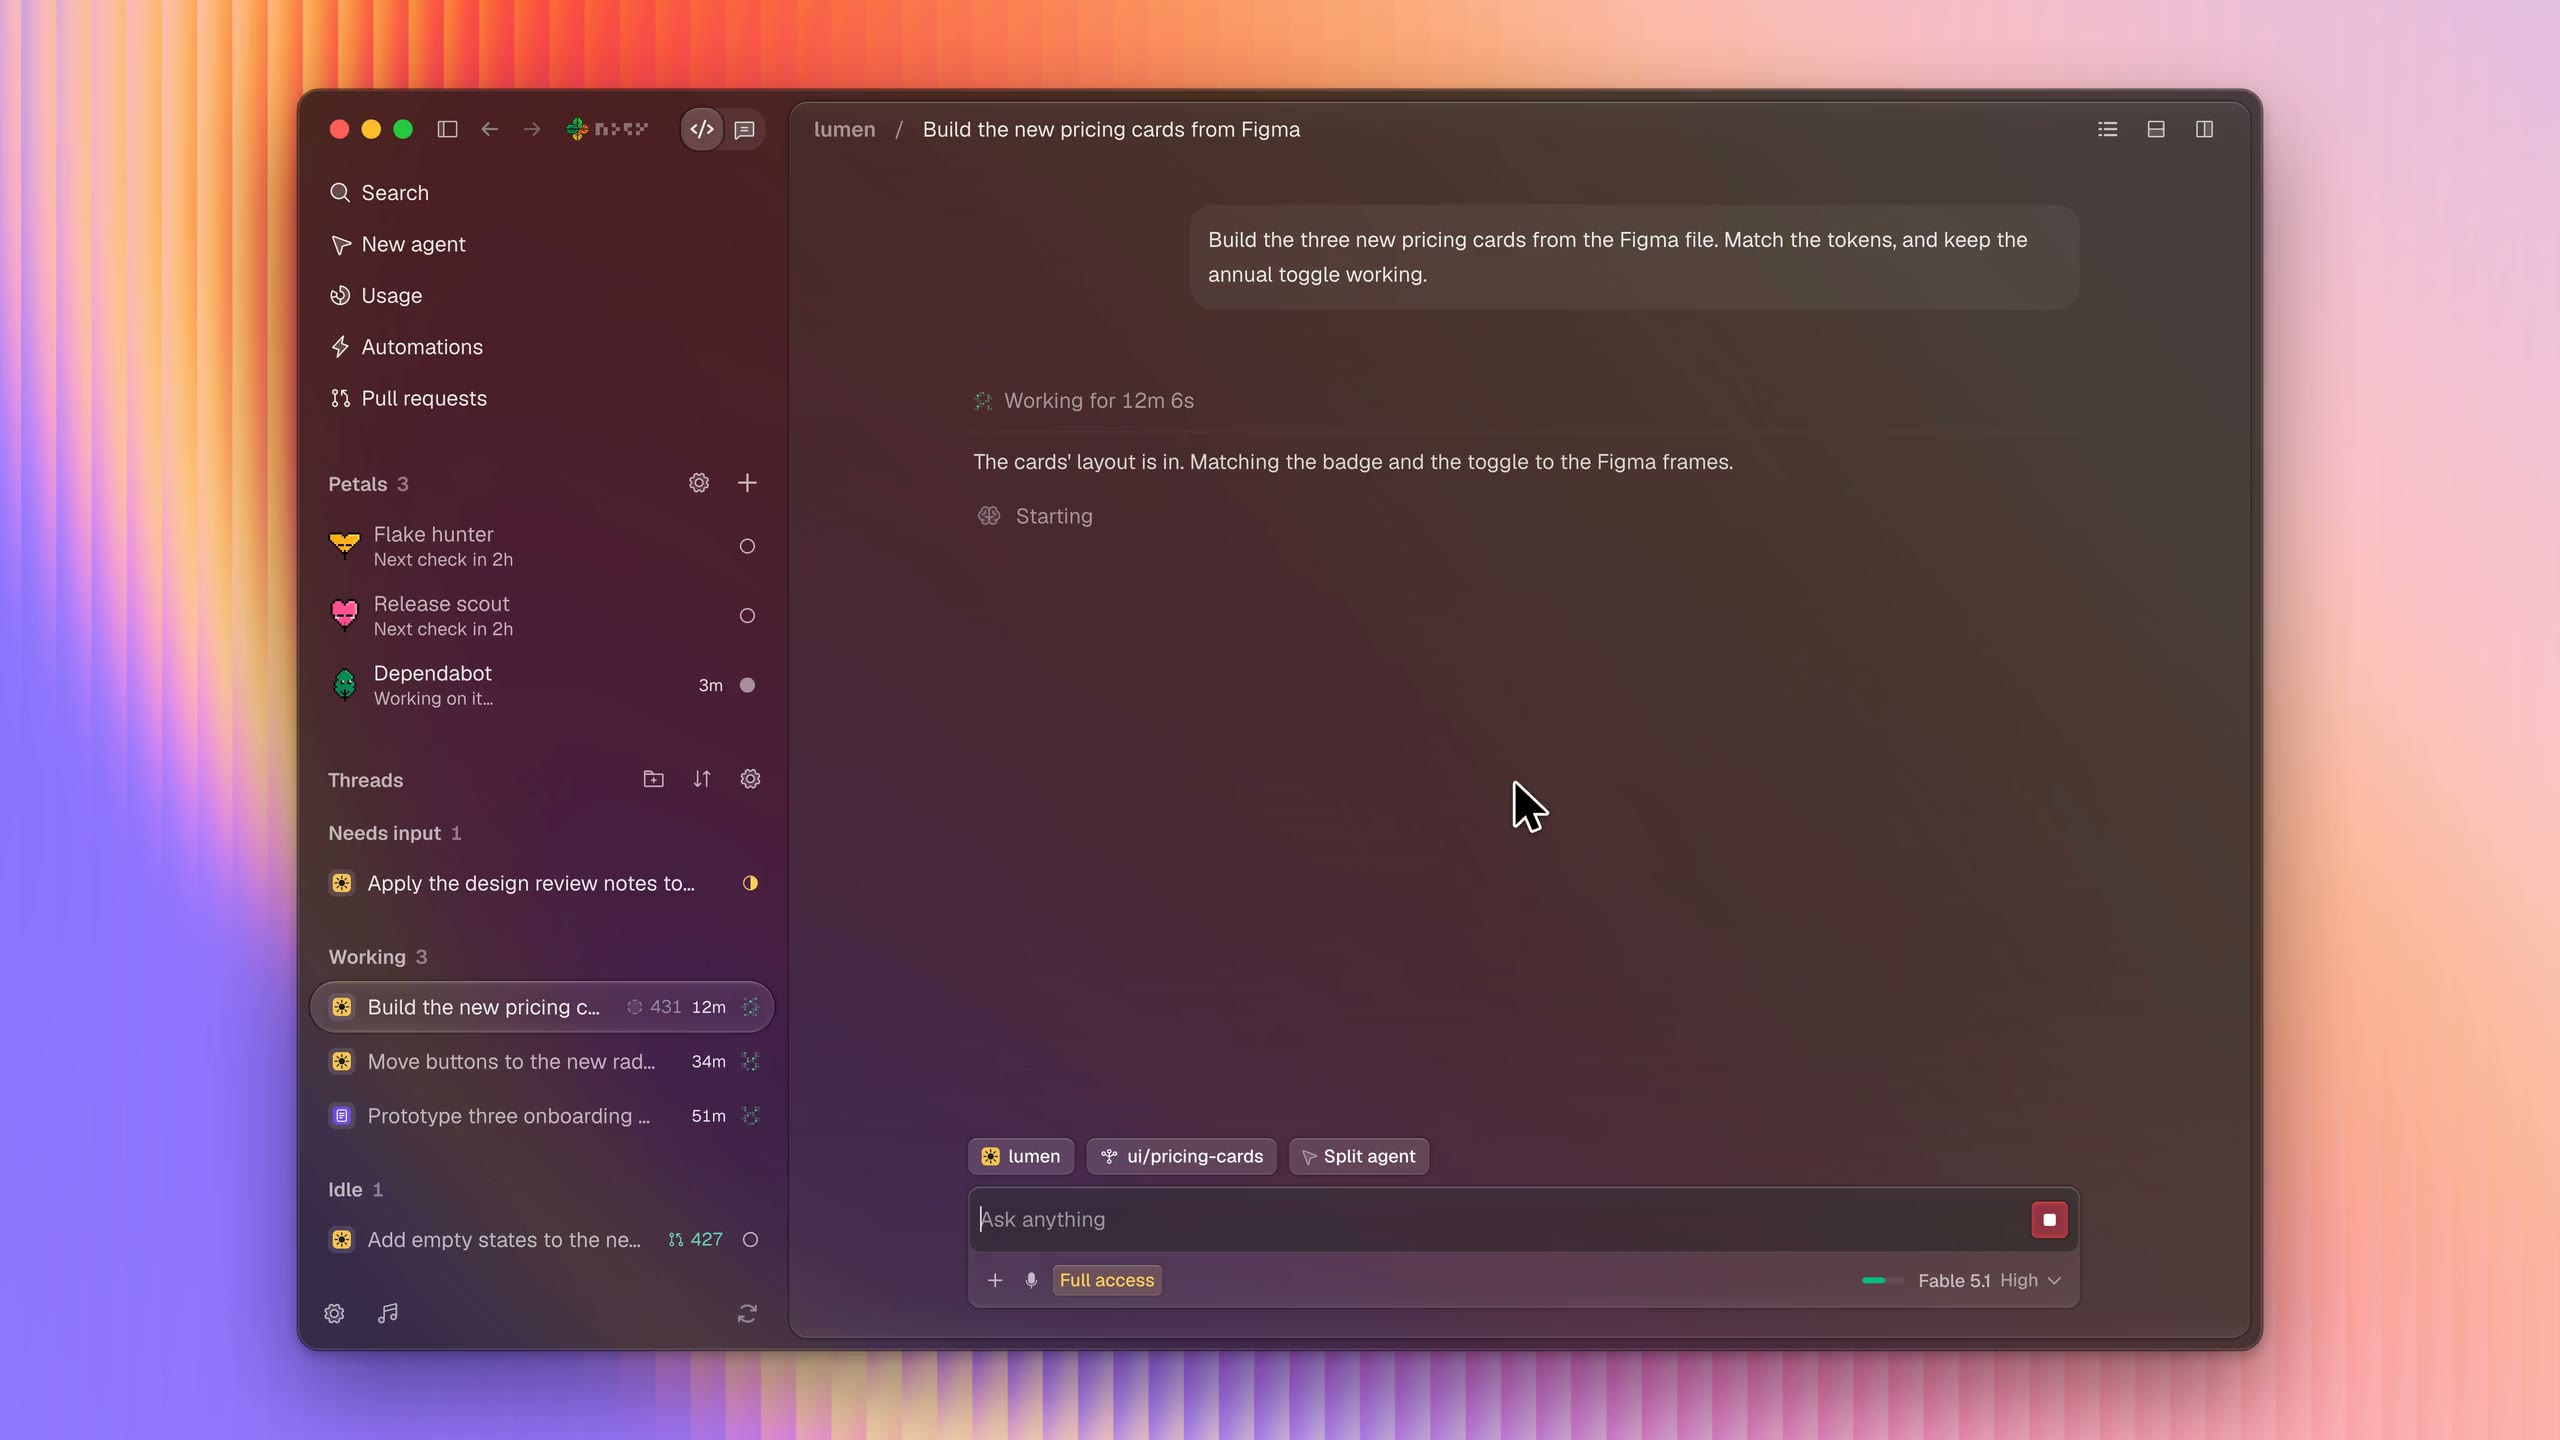 lumen / Build the new pricing cards from Figma
Search
New agent
Usage
Automations
Pull requests
Petals 3
Flake hunter
Next check in 2h
Release scout
Next check in 2h
Dependabot
Working on it...
3m
Threads
Needs input 1
Apply the design review notes to...
Working 3
Build the new pricing c... 431 12m
Move buttons to the new rad... 34m
Prototype three onboarding ... 51m
Idle 1
Add empty states to the ne... 427
Build the three new pricing cards from the Figma file. Match the tokens, and keep the
annual toggle working.
Working for 12m 6s
The cards' layout is in. Matching the badge and the toggle to the Figma frames.
Starting
lumen ui/pricing-cards Split agent
Ask anything
Full access Fable 5.1 High